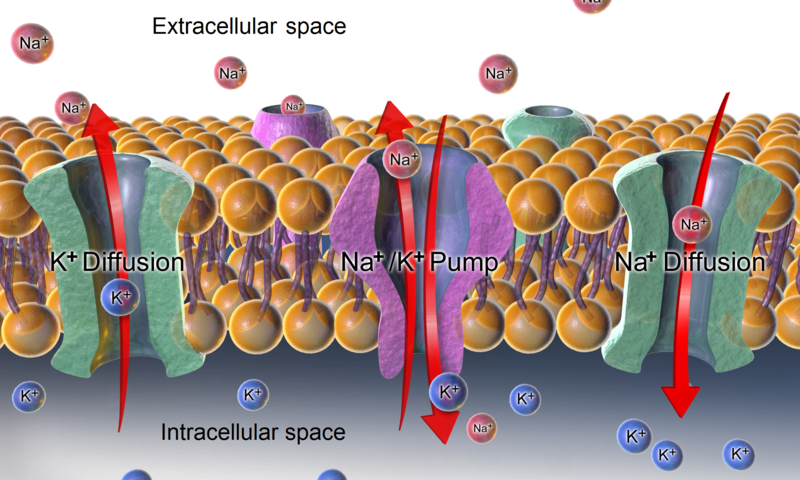 Extracellular space
Na⁺
Na⁺
Na⁺
Na⁺
Na⁺
Na⁺
Na⁺
Na⁺
K⁺ Diffusion
Na⁺/K⁺ Pump
Na⁺ Diffusion
K⁺
K⁺
K⁺
K⁺
Na⁺
Intracellular space
K⁺
K⁺
K⁺